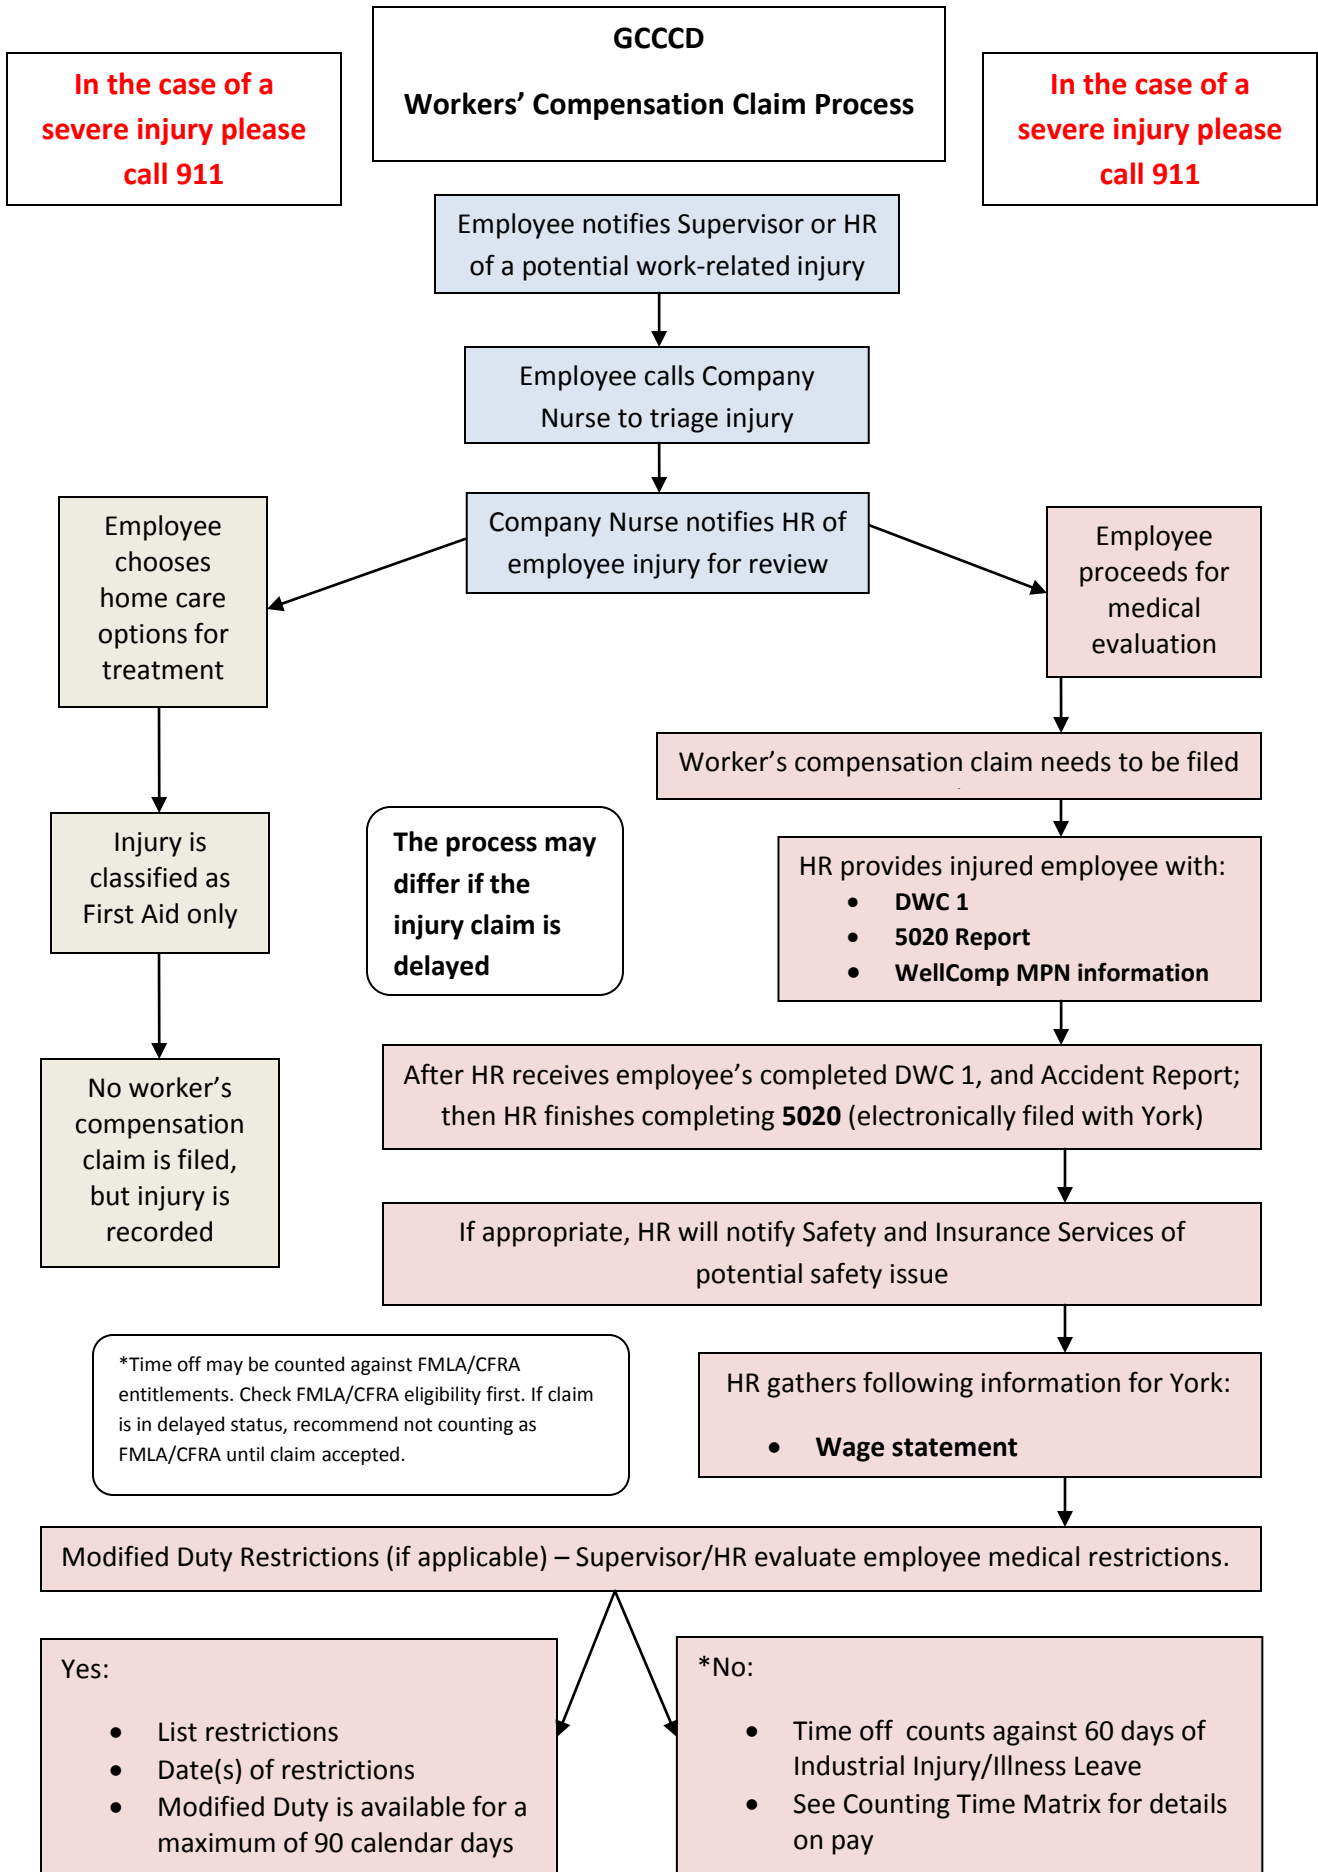 GCCCD
Workers’ Compensation Claim Process
In the case of a
severe injury please
call 911
In the case of a
severe injury please
call 911
Employee notifies Supervisor or HR
of a potential work-related injury
Employee calls Company
Nurse to triage injury
Company Nurse notifies HR of
employee injury for review
Employee
chooses
home care
options for
treatment
Injury is
classified as
First Aid only
No worker’s
compensation
claim is filed,
but injury is
recorded
Employee
proceeds for
medical
evaluation
Worker’s compensation claim needs to be filed
The process may
differ if the
injury claim is
delayed
HR provides injured employee with:
• DWC 1
• 5020 Report
• WellComp MPN information
After HR receives employee’s completed DWC 1, and Accident Report;
then HR finishes completing 5020 (electronically filed with York)
If appropriate, HR will notify Safety and Insurance Services of
potential safety issue
*Time off may be counted against FMLA/CFRA
entitlements. Check FMLA/CFRA eligibility first. If claim
is in delayed status, recommend not counting as
FMLA/CFRA until claim accepted.
HR gathers following information for York:
• Wage statement
Modified Duty Restrictions (if applicable) – Supervisor/HR evaluate employee medical restrictions.
Yes:
• List restrictions
• Date(s) of restrictions
• Modified Duty is available for a
maximum of 90 calendar days
*No:
• Time off counts against 60 days of
Industrial Injury/Illness Leave
• See Counting Time Matrix for details
on pay